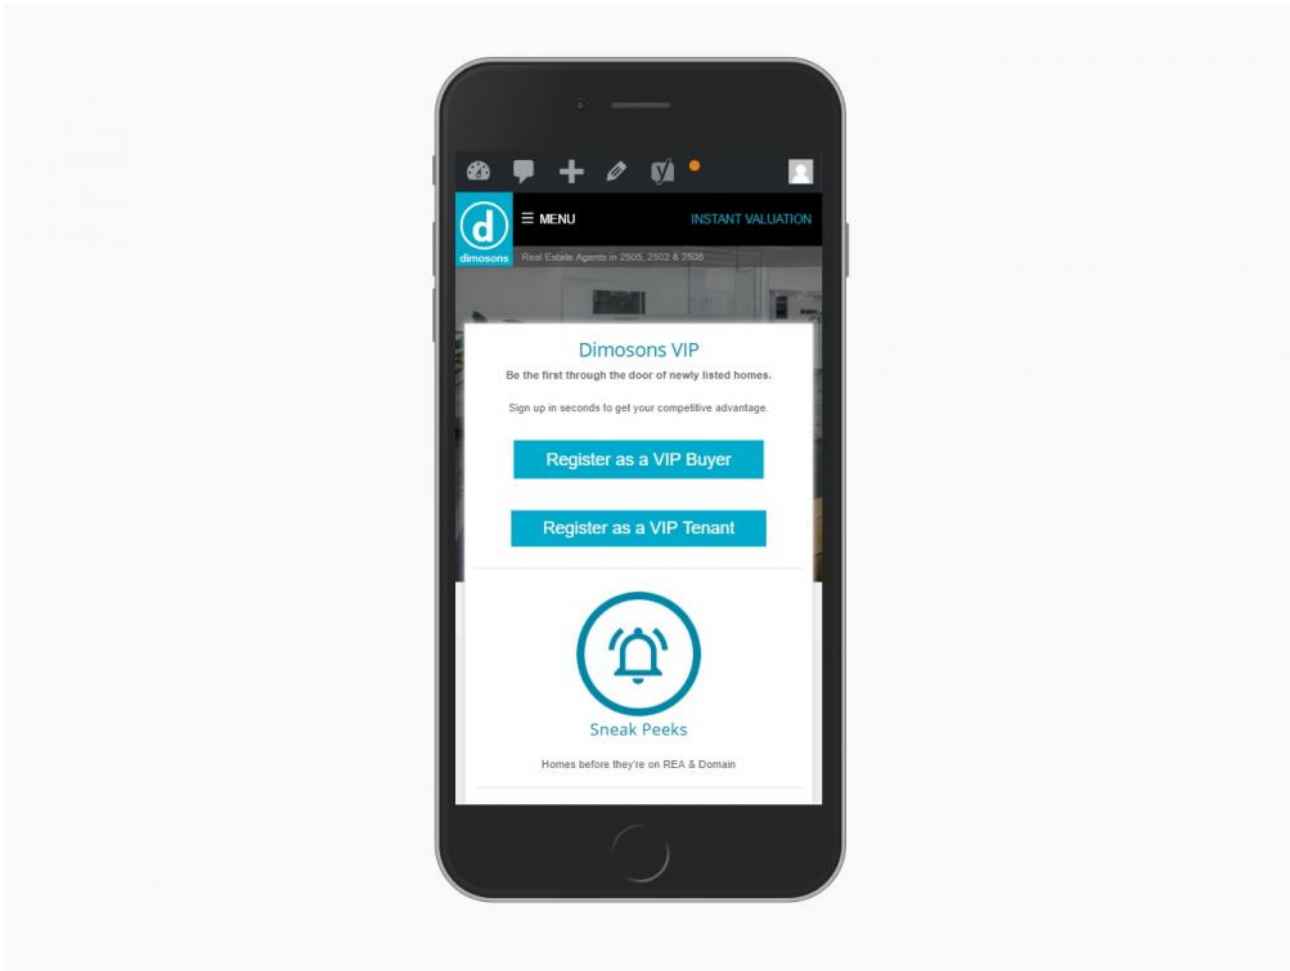 ☰ MENU
INSTANT VALUATION
d
dimosons
Real Estate Agents in 2505, 2502 & 2506
Dimosons VIP
Be the first through the door of newly listed homes.
Sign up in seconds to get your competitive advantage.
Register as a VIP Buyer
Register as a VIP Tenant
Sneak Peeks
Homes before they're on REA & Domain